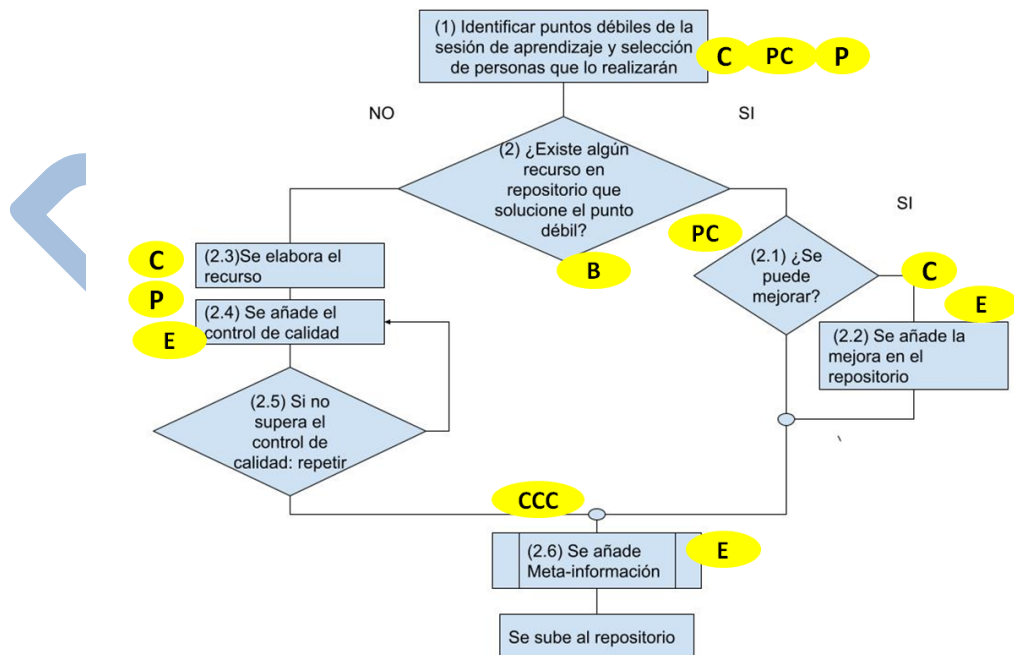 (1) Identificar puntos débiles de la
sesión de aprendizaje y selección
de personas que lo realizarán
C
PC
P
NO
SI
(2) ¿Existe algún
recurso en
repositorio que
solucione el punto
débil?
B
PC
SI
(2.1) ¿Se
puede
mejorar?
C
E
(2.2) Se añade la
mejora en el
repositorio
C
P
E
(2.3)Se elabora el
recurso
(2.4) Se añade el
control de calidad
(2.5) Si no
supera el
control de
calidad: repetir
CCC
(2.6) Se añade
Meta-información
E
Se sube al repositorio